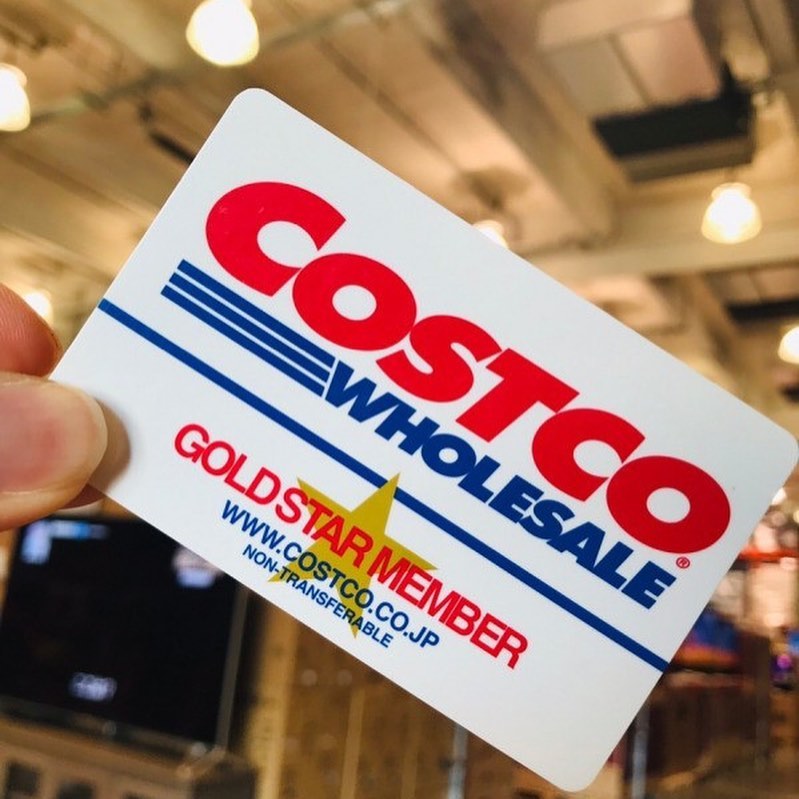 COSTCO
WHOLESALE
GOLD STAR MEMBER
WWW.COSTCO.CO.JP
NON-TRANSFERABLE